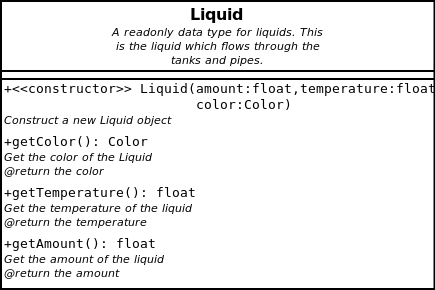 Liquid
A readonly data type for liquids. This
is the liquid which flows through the
tanks and pipes.
+<<constructor>> Liquid(amount:float,temperature:float
color:Color)
Construct a new Liquid object
+getColor(): Color
Get the color of the Liquid
@return the color
+getTemperature(): float
Get the temperature of the liquid
@return the temperature
+getAmount(): float
Get the amount of the liquid
@return the amount